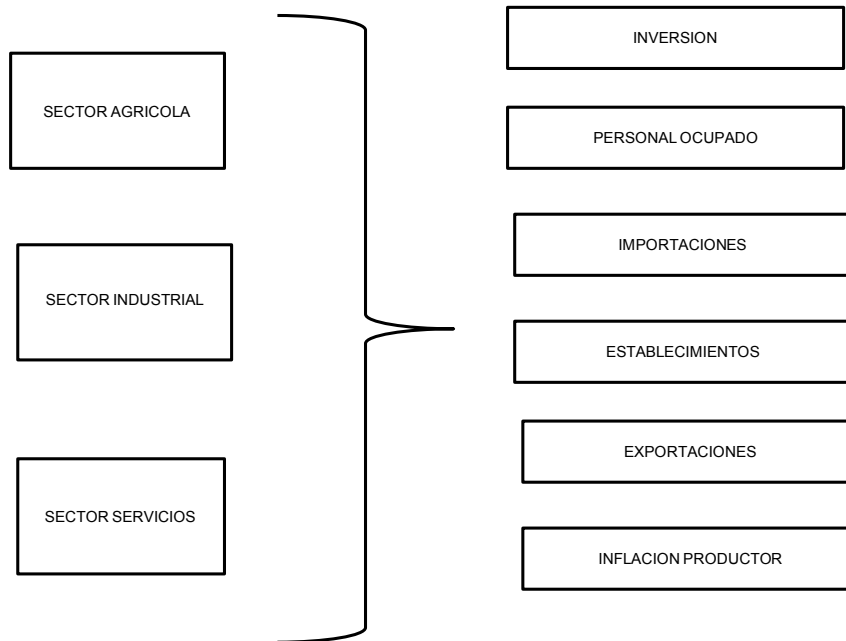 SECTOR AGRICOLA
SECTOR INDUSTRIAL
SECTOR SERVICIOS
INVERSION
PERSONAL OCUPADO
IMPORTACIONES
ESTABLECIMIENTOS
EXPORTACIONES
INFLACION PRODUCTOR